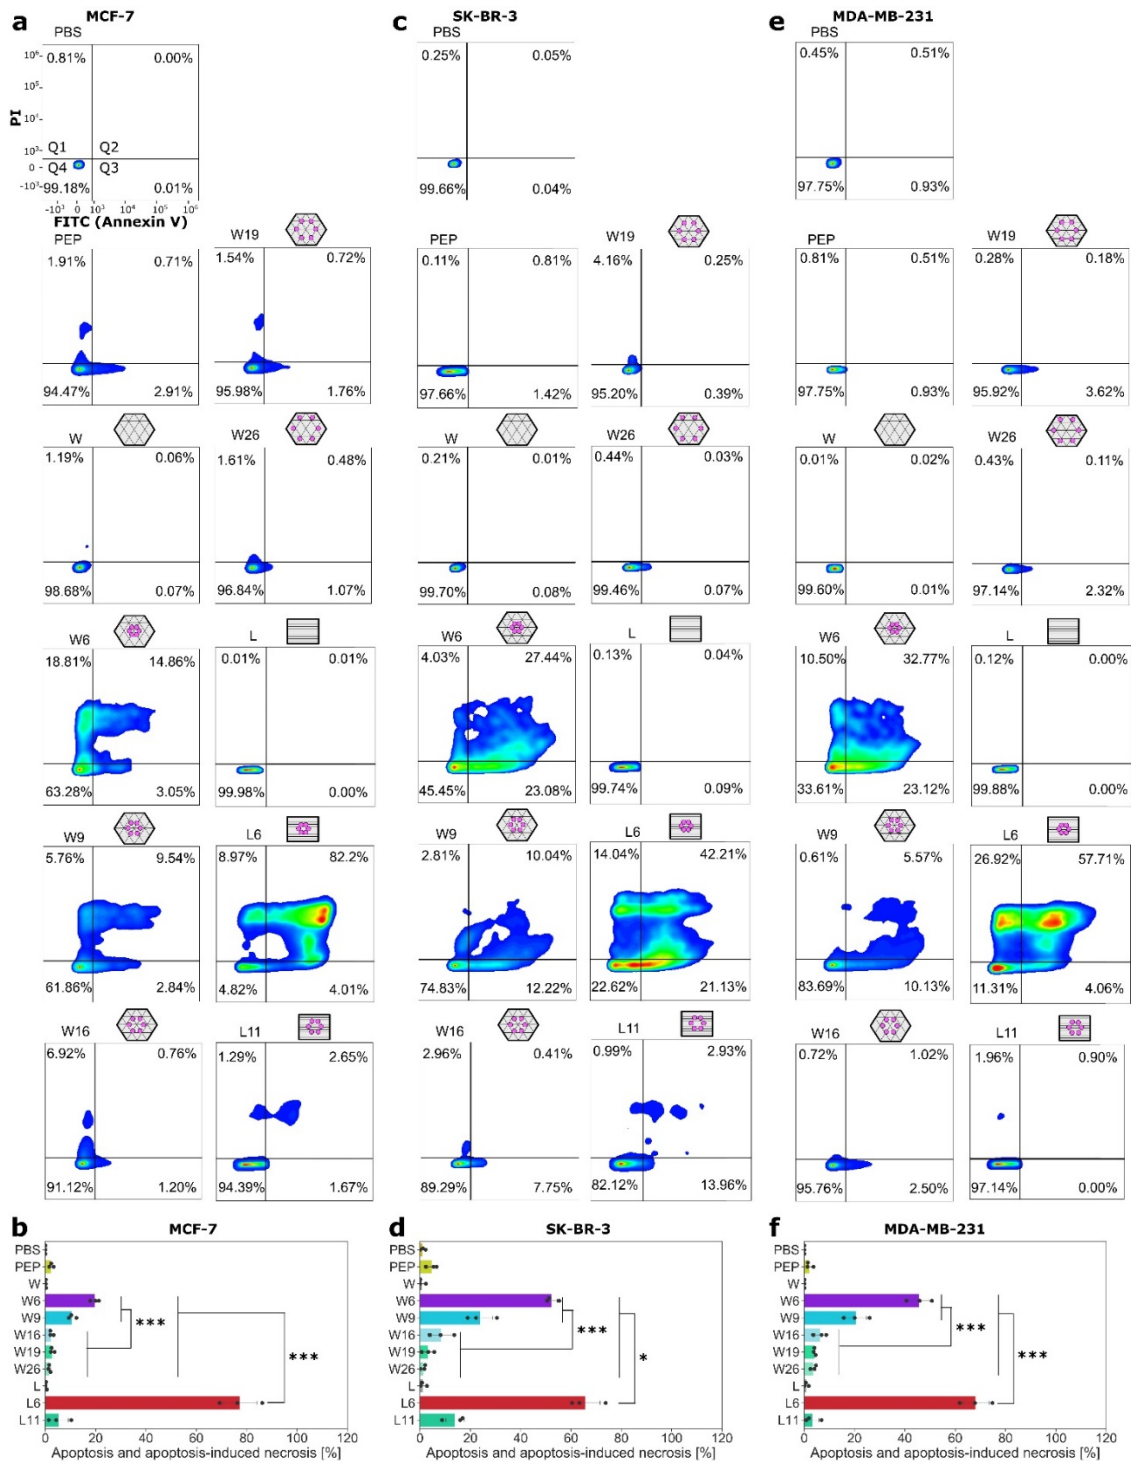 a MCF-7
PBS
0.81% 0.00%
PI
10⁶
10⁵
10⁴
10³
0
-10³
Q1 Q2
Q4 Q3
99.18% 0.01%
-10³ 0 10³ 10⁴ 10⁵ 10⁶
FITC (Annexin V)
PEP
1.91% 0.71%
94.47% 2.91%
W19
1.54% 0.72%
95.98% 1.76%
W
1.19% 0.06%
98.68% 0.07%
W26
1.61% 0.48%
96.84% 1.07%
W6
18.81% 14.86%
63.28% 3.05%
L
0.01% 0.01%
99.98% 0.00%
W9
5.76% 9.54%
61.86% 2.84%
L6
8.97% 82.2%
4.82% 4.01%
W16
6.92% 0.76%
91.12% 1.20%
L11
1.29% 2.65%
94.39% 1.67%
c SK-BR-3
PBS
0.25% 0.05%
99.66% 0.04%
PEP
0.11% 0.81%
97.66% 1.42%
W19
4.16% 0.25%
95.20% 0.39%
W
0.21% 0.01%
99.70% 0.08%
W26
0.44% 0.03%
99.46% 0.07%
W6
4.03% 27.44%
45.45% 23.08%
L
0.13% 0.04%
99.74% 0.09%
W9
2.81% 10.04%
74.83% 12.22%
L6
14.04% 42.21%
22.62% 21.13%
W16
2.96% 0.41%
89.29% 7.75%
L11
0.99% 2.93%
82.12% 13.96%
e MDA-MB-231
PBS
0.45% 0.51%
97.75% 0.93%
PEP
0.81% 0.51%
97.75% 0.93%
W19
0.28% 0.18%
95.92% 3.62%
W
0.01% 0.02%
99.60% 0.01%
W26
0.43% 0.11%
97.14% 2.32%
W6
10.50% 32.77%
33.61% 23.12%
L
0.12% 0.00%
99.88% 0.00%
W9
0.61% 5.57%
83.69% 10.13%
L6
26.92% 57.71%
11.31% 4.06%
W16
0.72% 1.02%
95.76% 2.50%
L11
1.96% 0.90%
97.14% 0.00%
b MCF-7
PBS
PEP
W
W6
W9
W16
W19
W26
L
L6
L11
***
***
0 20 40 60 80 100 120
Apoptosis and apoptosis-induced necrosis [%]
d SK-BR-3
PBS
PEP
W
W6
W9
W16
W19
W26
L
L6
L11
***
*
0 20 40 60 80 100 120
Apoptosis and apoptosis-induced necrosis [%]
f MDA-MB-231
PBS
PEP
W
W6
W9
W16
W19
W26
L
L6
L11
***
***
0 20 40 60 80 100 120
Apoptosis and apoptosis-induced necrosis [%]